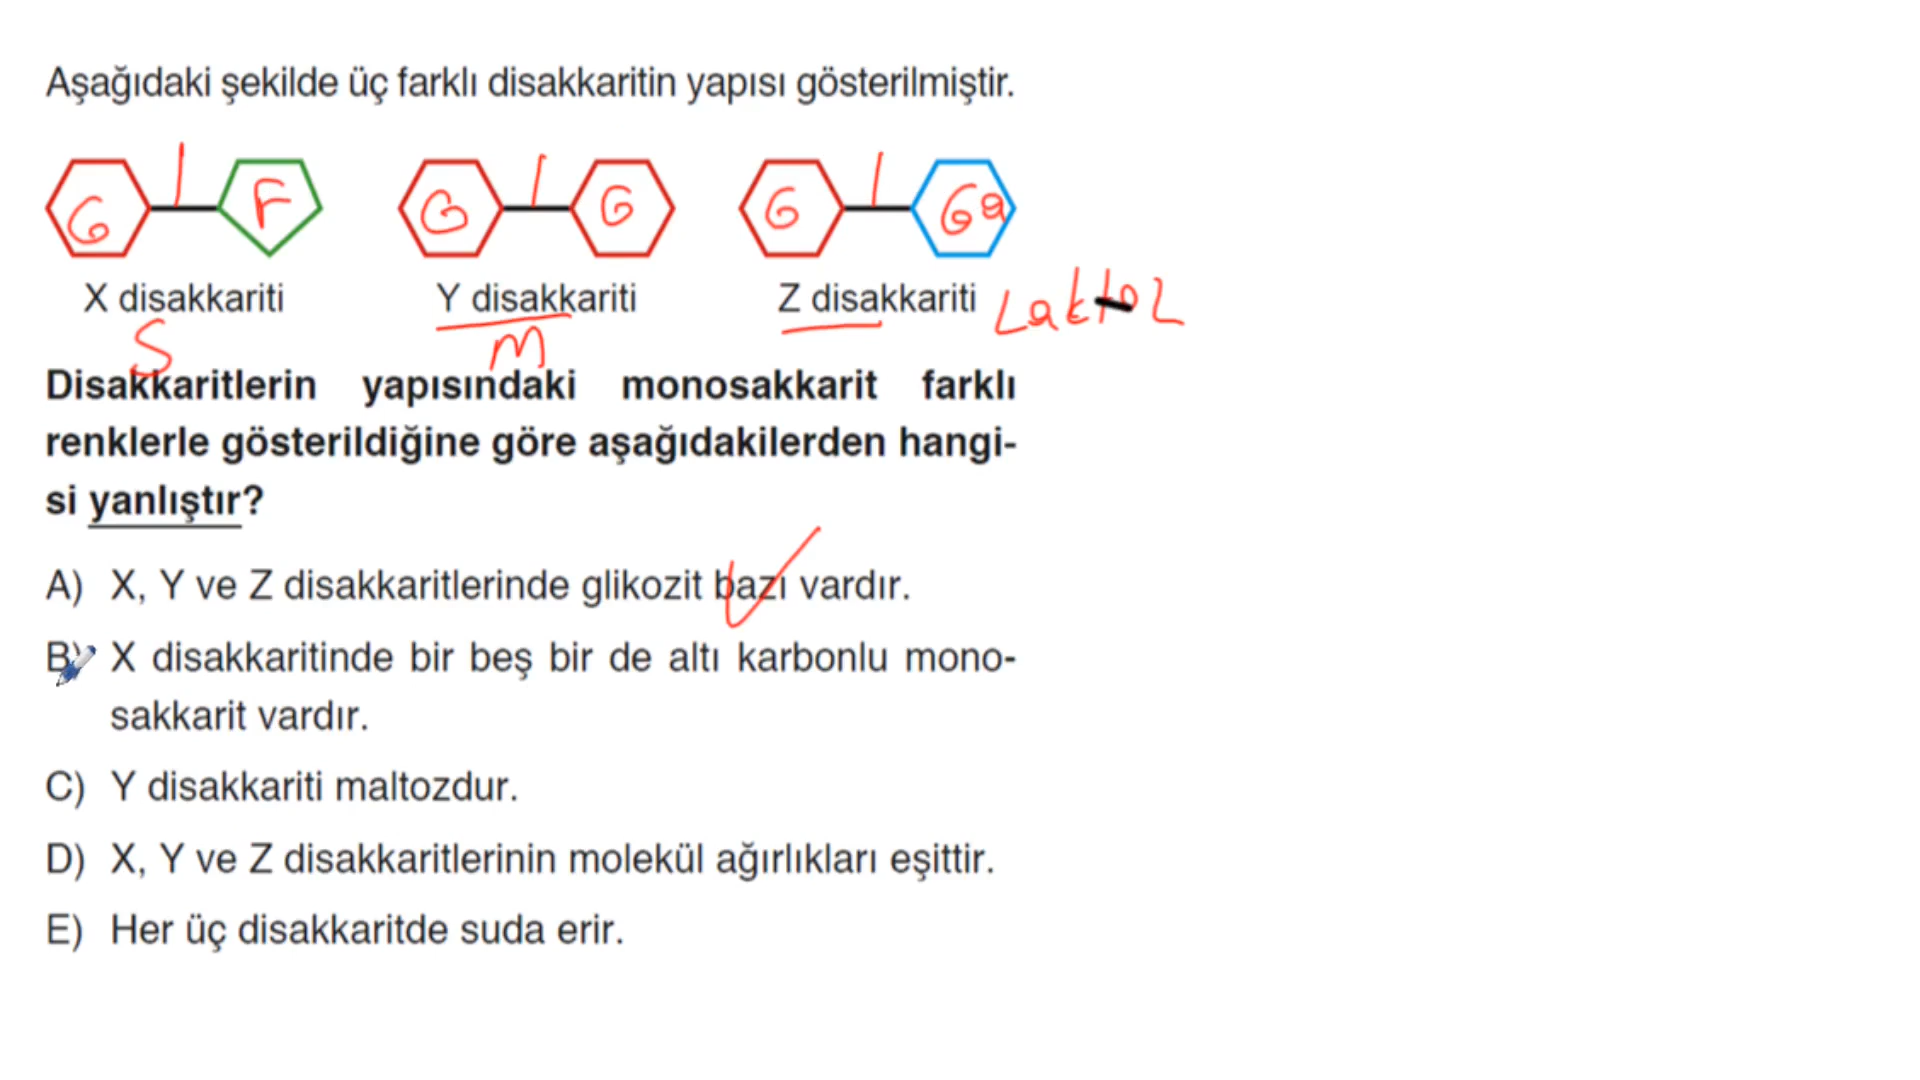 Aşağıdaki şekilde üç farklı disakkaritin yapısı gösterilmiştir.
G F G G G Ga
X disakkariti Y disakkariti Z disakkariti Laktoz
S M
Disakkaritlerin yapısındaki monosakkarit farklı
renklerle gösterildiğine göre aşağıdakilerden hangi-
si yanlıştır?
A) X, Y ve Z disakkaritlerinde glikozit bazı vardır.
B) X disakkaritinde bir beş bir de altı karbonlu mono-
sakkarit vardır.
C) Y disakkariti maltozdur.
D) X, Y ve Z disakkaritlerinin molekül ağırlıkları eşittir.
E) Her üç disakkaritde suda erir.